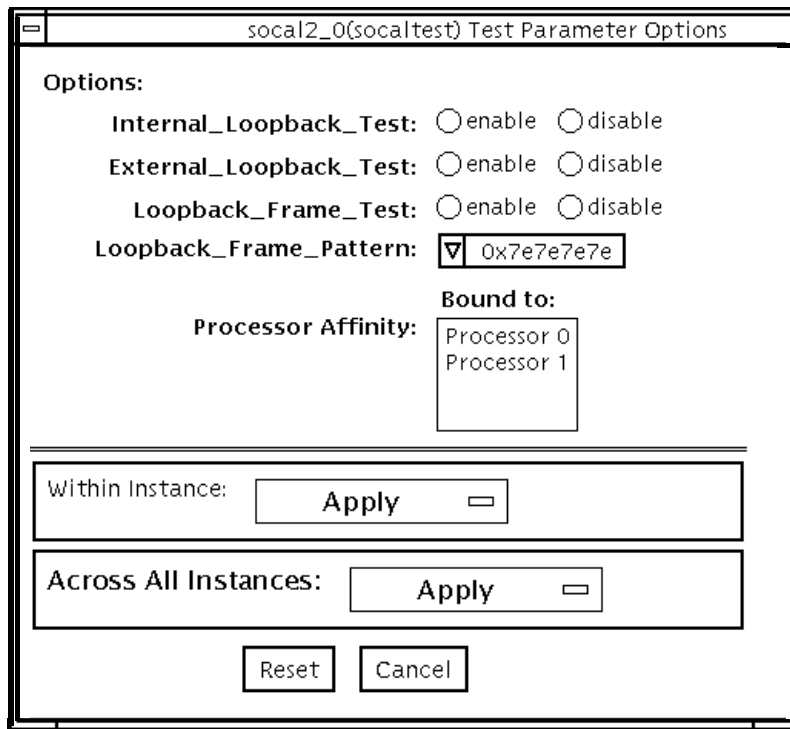 socal2_0(socaltest) Test Parameter Options
Options:
Internal_Loopback_Test: enable disable
External_Loopback_Test: enable disable
Loopback_Frame_Test: enable disable
Loopback_Frame_Pattern: 0x7e7e7e7e
Bound to:
Processor Affinity:
Processor 0
Processor 1
Within Instance: Apply
Across All Instances: Apply
Reset Cancel